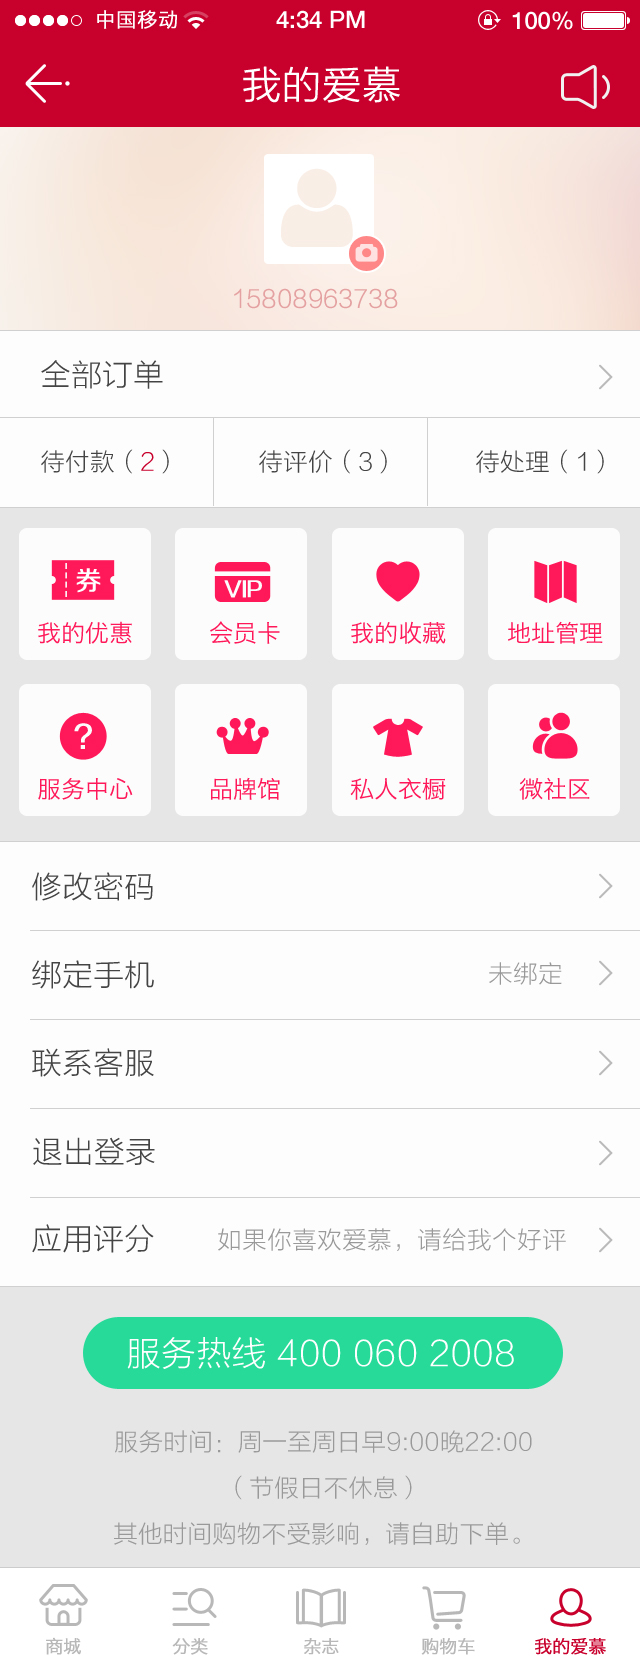 中国移动 4:34 PM 100%
我的爱慕
15808963738
全部订单
待付款（2） 待评价（3） 待处理（1）
券 VIP
我的优惠 会员卡 我的收藏 地址管理
?
服务中心 品牌馆 私人衣橱 微社区
修改密码
绑定手机 未绑定
联系客服
退出登录
应用评分 如果你喜欢爱慕，请给我个好评
服务热线 400 060 2008
服务时间：周一至周日早9:00晚22:00
（节假日不休息）
其他时间购物不受影响，请自助下单。
商城 分类 杂志 购物车 我的爱慕